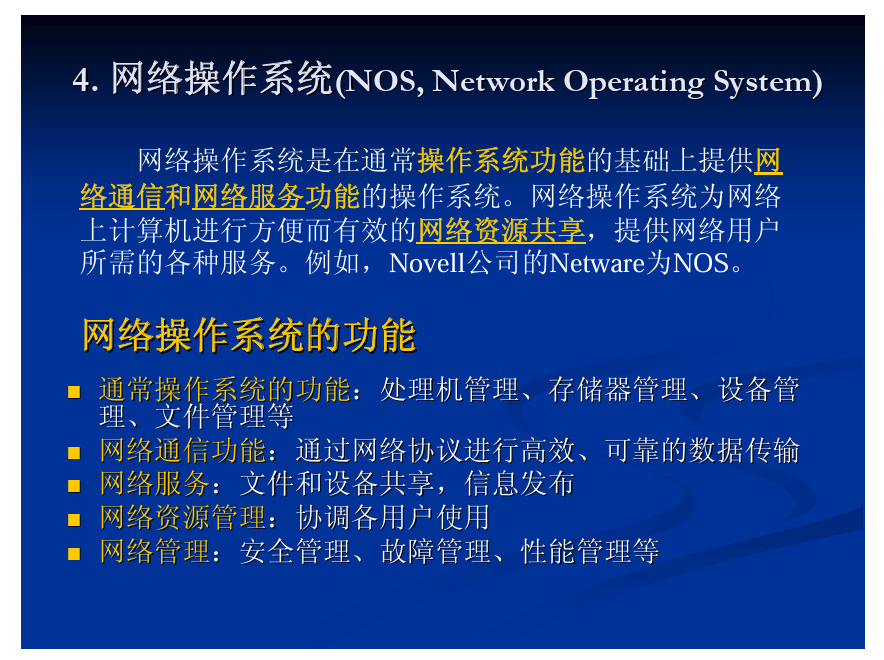 4. 网络操作系统(NOS, Network Operating System)
网络操作系统是在通常操作系统功能的基础上提供网
络通信和网络服务功能的操作系统。网络操作系统为网络
上计算机进行方便而有效的网络资源共享，提供网络用户
所需的各种服务。例如，Novell公司的Netware为NOS。
网络操作系统的功能
■ 通常操作系统的功能：处理机管理、存储器管理、设备管
理、文件管理等
■ 网络通信功能：通过网络协议进行高效、可靠的数据传输
■ 网络服务：文件和设备共享，信息发布
■ 网络资源管理：协调各用户使用
■ 网络管理：安全管理、故障管理、性能管理等